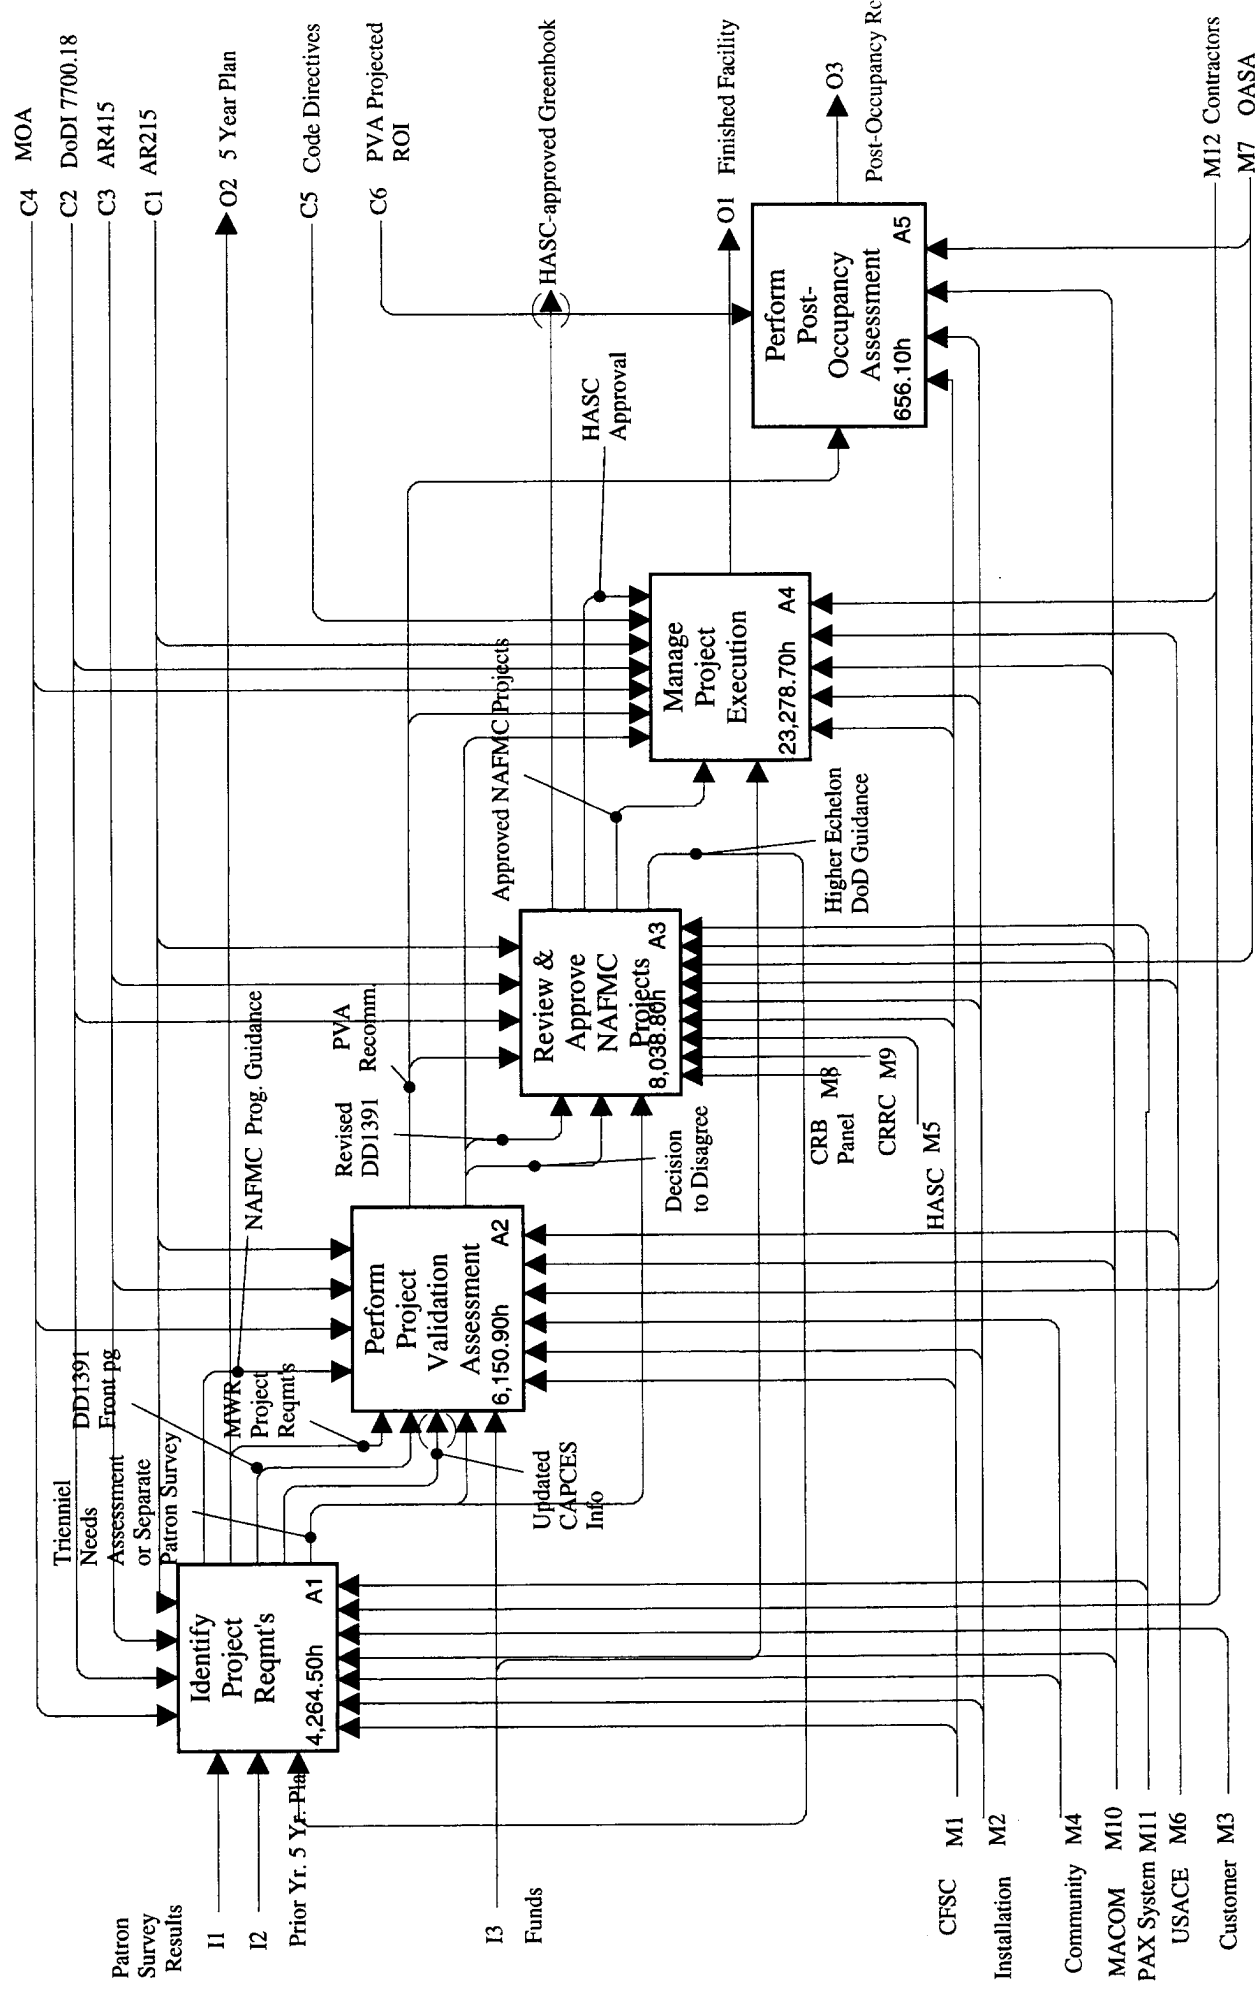 C4 MOA
C2 DoDI 7700.18
C3 AR415
C1 AR215
O2 5 Year Plan
C5 Code Directives
C6 PVA Projected
ROI
HASC-approved Greenbook
O1 Finished Facility
O3
Post-Occupancy
M12 Contractors
M7 OASA
Perform
Post-
Occupancy
Assessment
656.10h A5
HASC
Approval
Manage
Project
Execution
23,278.70h A4
Approved NAFMC Projects
Higher Echelon
DoD Guidance
Review &
Approve
NAFMC
Projects
8,038.80h A3
PVA
Recomm.
Revised
DD1391
Decision
to Disagree
CRB M8
Panel
CRRC M9
HASC M5
NAFMC Prog. Guidance
Perform
Project
Validation
Assessment
6,150.90h A2
DD1391
Front pg
MWR
Project
Reqmt's
Updated
CAPCES
Info
Trienniel
Needs
Assessment
or Separate
Patron Survey
Identify
Project
Reqmt's
4,264.50h A1
Patron
Survey
Results
I1
I2
Prior Yr. 5 Yr. Pla
I3
Funds
CFSC M1
Installation M2
Community M4
MACOM M10
PAX System M11
USACE M6
Customer M3